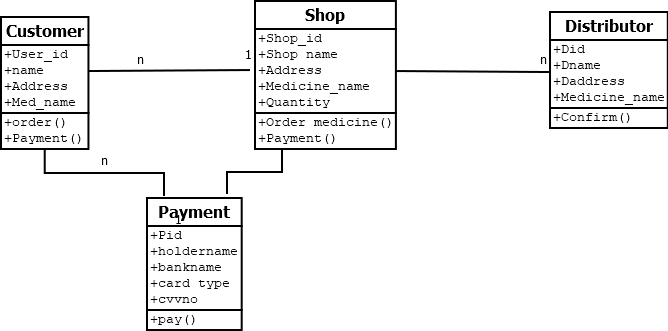 Customer
+User_id
+name
+Address
+Med_name
+order()
+Payment()
n
1
Shop
+Shop_id
+Shop name
+Address
+Medicine_name
+Quantity
+Order medicine()
+Payment()
n
Distributor
+Did
+Dname
+Daddress
+Medicine_name
+Confirm()
n
Payment
1
+Pid
+holdername
+bankname
+card type
+cvvno
+pay()